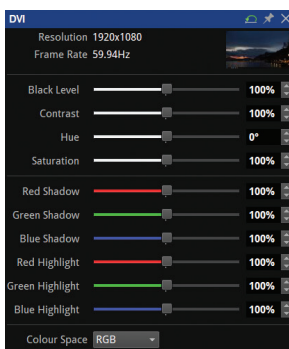 DVI
Resolution 1920x1080
Frame Rate 59.94Hz
Black Level 100%
Contrast 100%
Hue 0°
Saturation 100%
Red Shadow 100%
Green Shadow 100%
Blue Shadow 100%
Red Highlight 100%
Green Highlight 100%
Blue Highlight 100%
Colour Space RGB